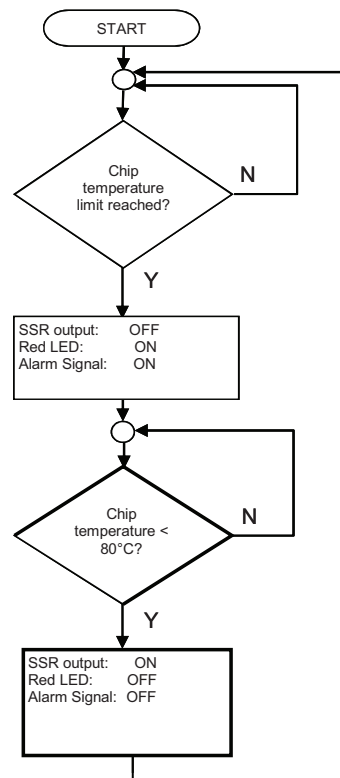 START
Chip
temperature
limit reached?
N
Y
SSR output: OFF
Red LED: ON
Alarm Signal: ON
Chip
temperature <
80°C?
N
Y
SSR output: ON
Red LED: OFF
Alarm Signal: OFF